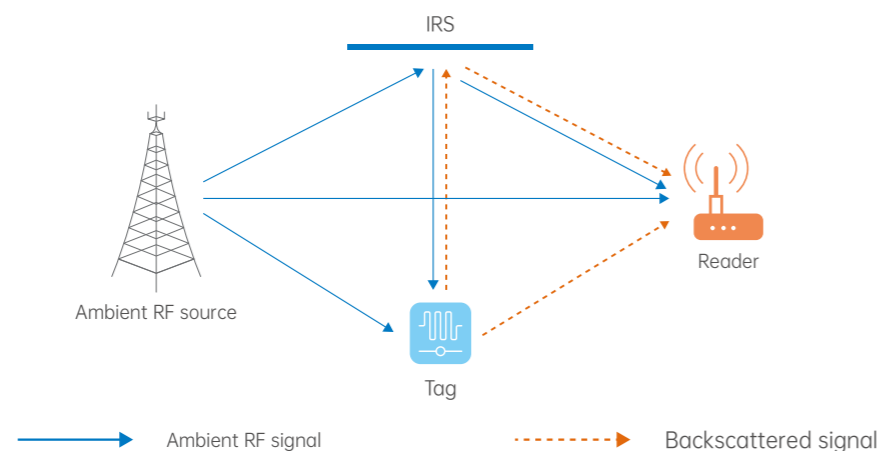 IRS
Reader
Ambient RF source
Tag
Ambient RF signal
Backscattered signal